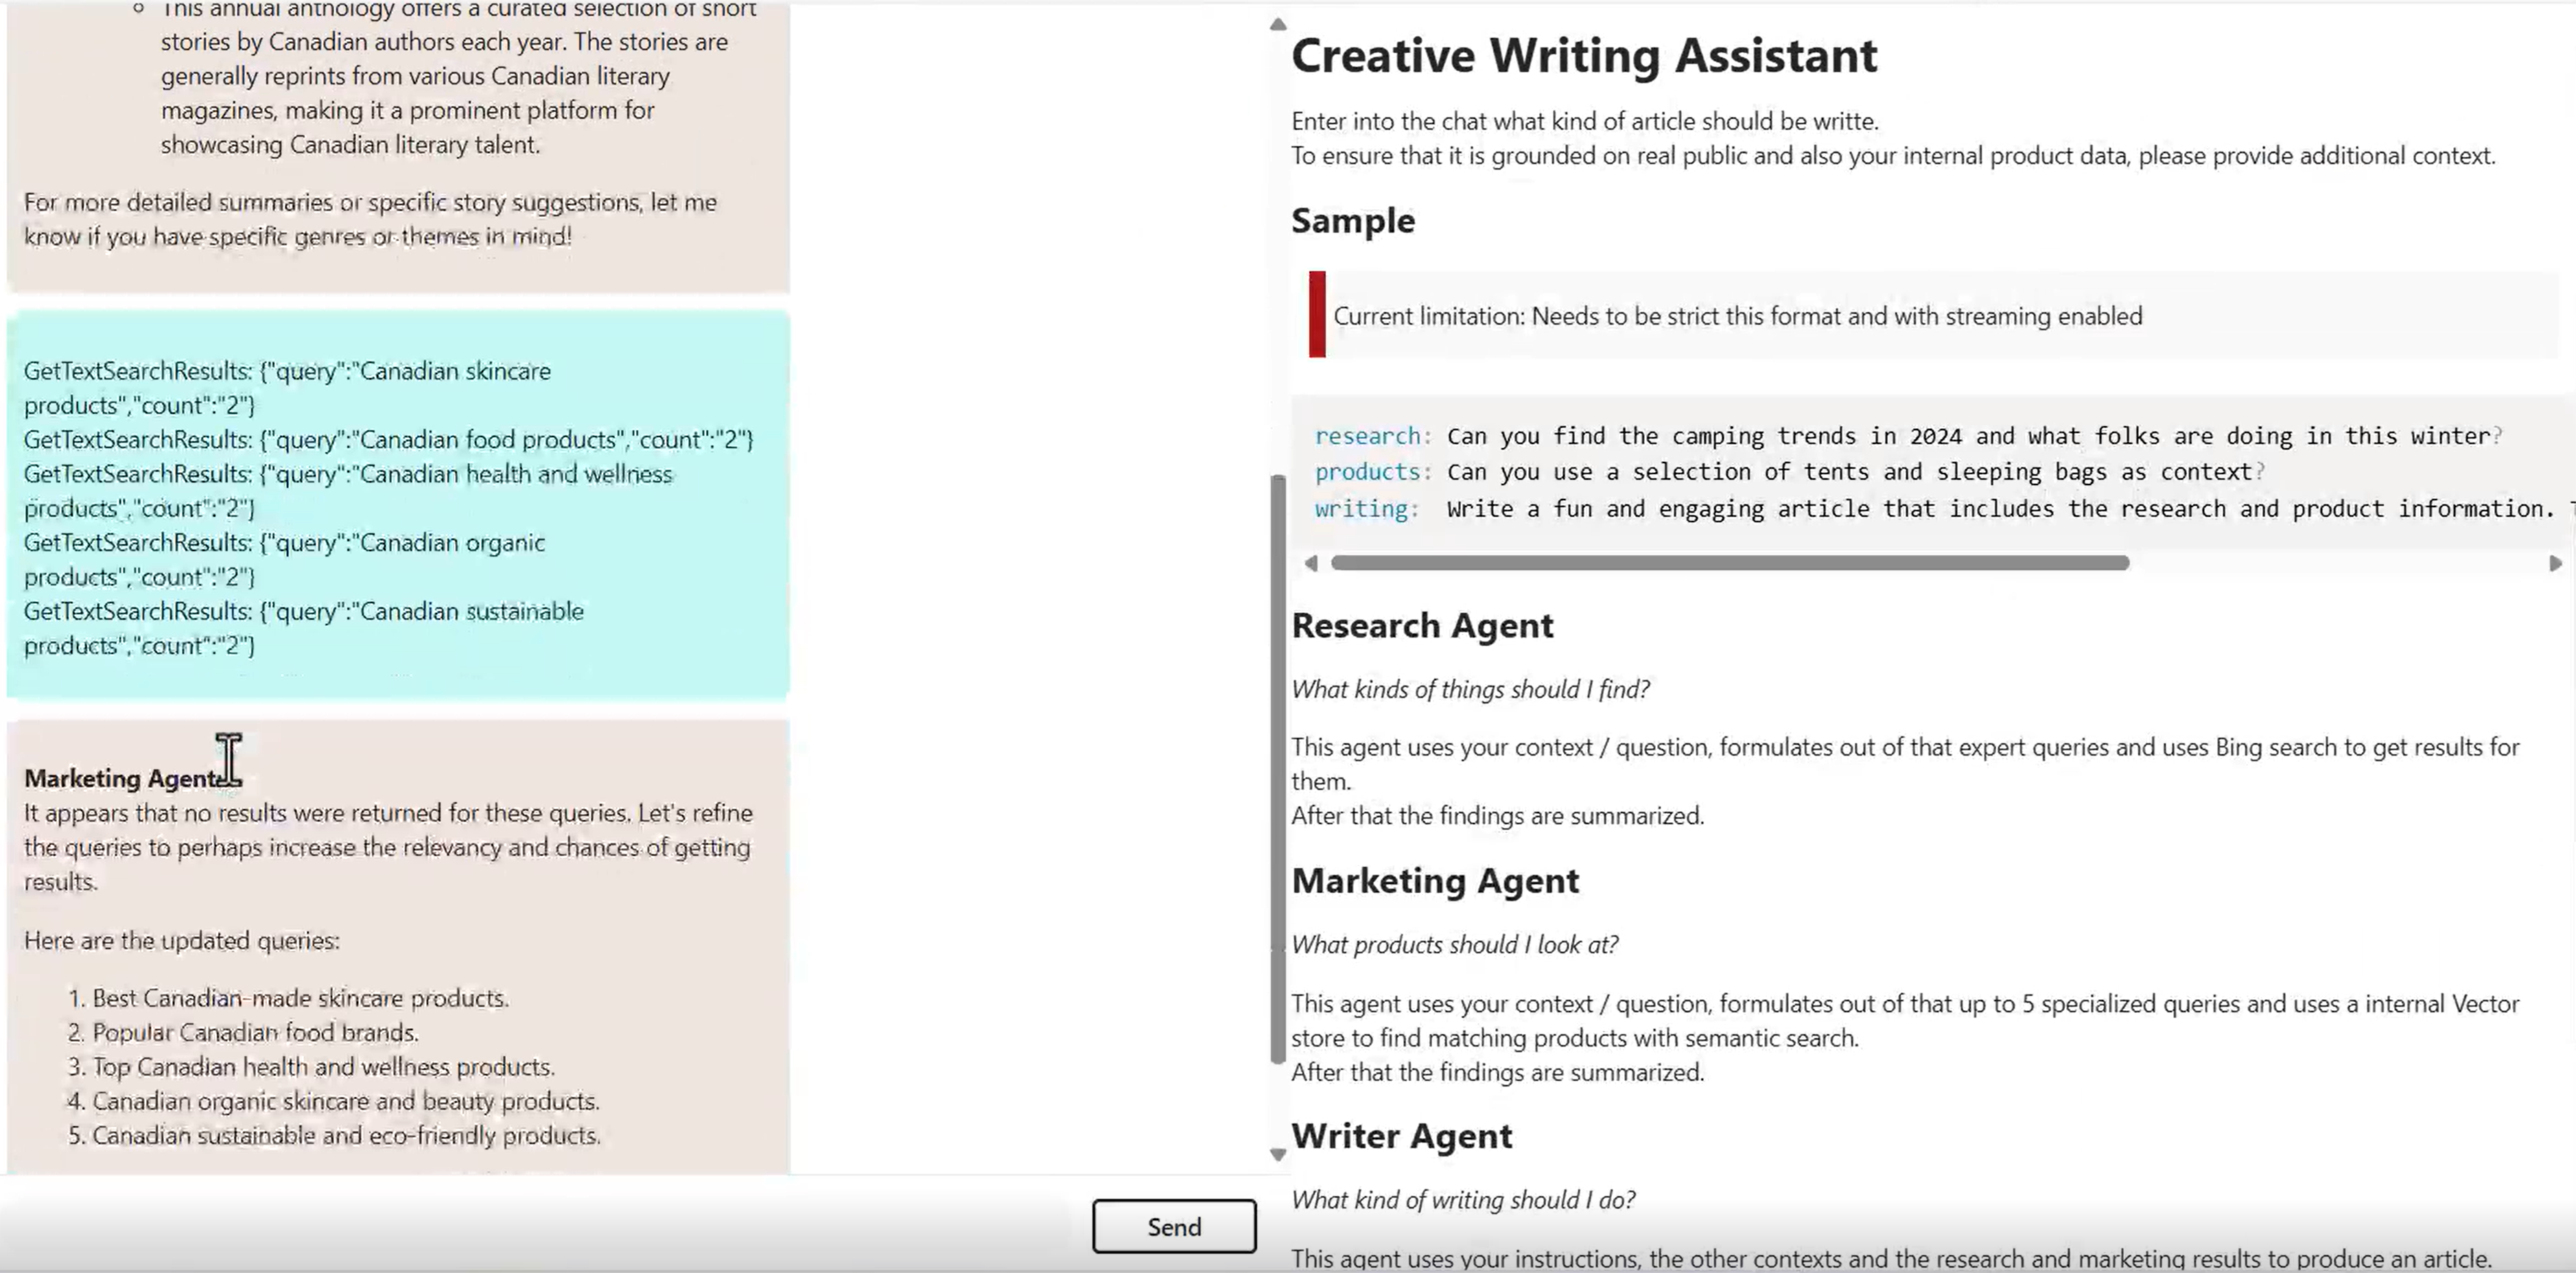 This annual anthology offers a curated selection of short
stories by Canadian authors each year. The stories are
generally reprints from various Canadian literary
magazines, making it a prominent platform for
showcasing Canadian literary talent.
For more detailed summaries or specific story suggestions, let me
know if you have specific genres or themes in mind!
GetTextSearchResults: {"query":"Canadian skincare
products","count":"2"}
GetTextSearchResults: {"query":"Canadian food products","count":"2"}
GetTextSearchResults: {"query":"Canadian health and wellness
products","count":"2"}
GetTextSearchResults: {"query":"Canadian organic
products","count":"2"}
GetTextSearchResults: {"query":"Canadian sustainable
products","count":"2"}
Marketing Agent:
It appears that no results were returned for these queries. Let's refine
the queries to perhaps increase the relevancy and chances of getting
results.
Here are the updated queries:
1. Best Canadian-made skincare products.
2. Popular Canadian food brands.
3. Top Canadian health and wellness products.
4. Canadian organic skincare and beauty products.
5. Canadian sustainable and eco-friendly products.
Send
Creative Writing Assistant
Enter into the chat what kind of article should be writte.
To ensure that it is grounded on real public and also your internal product data, please provide additional context.
Sample
Current limitation: Needs to be strict this format and with streaming enabled
research: Can you find the camping trends in 2024 and what folks are doing in this winter?
products: Can you use a selection of tents and sleeping bags as context?
writing: Write a fun and engaging article that includes the research and product information.
Research Agent
What kinds of things should I find?
This agent uses your context / question, formulates out of that expert queries and uses Bing search to get results for
them.
After that the findings are summarized.
Marketing Agent
What products should I look at?
This agent uses your context / question, formulates out of that up to 5 specialized queries and uses a internal Vector
store to find matching products with semantic search.
After that the findings are summarized.
Writer Agent
What kind of writing should I do?
This agent uses your instructions, the other contexts and the research and marketing results to produce an article.